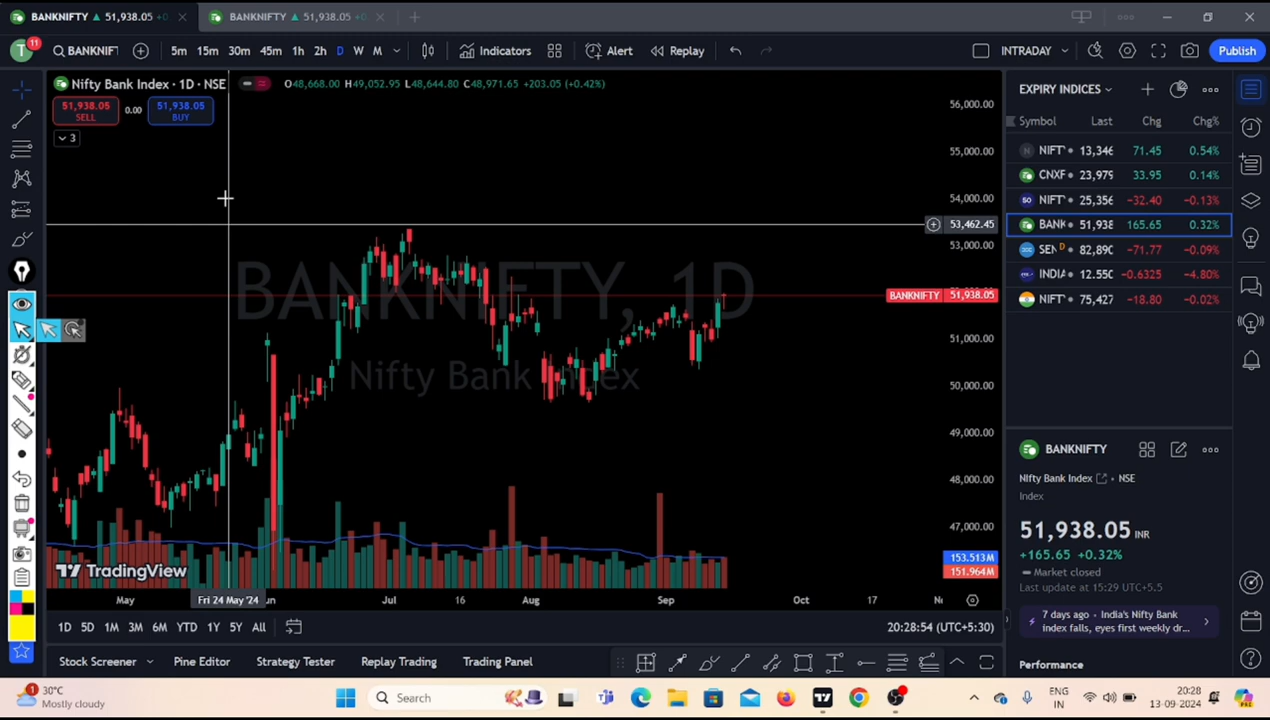 BANKNIFTY ▲ 51,938.05 +0
BANKNIFTY ▲ 51,938.05 +0
T 11 BANKNIF 5m 15m 30m 45m 1h 2h D W M Indicators Alert Replay INTRADAY Publish
Nifty Bank Index · 1D · NSE O48,668.00 H49,052.95 L48,644.80 C48,971.65 +203.05 (+0.42%)
51,938.05 SELL
0.00
51,938.05 BUY
3
BANKNIFTY, 1D
Nifty Bank Index
56,000.00
55,000.00
54,000.00
53,462.45
53,000.00
BANKNIFTY 51,938.05
51,000.00
50,000.00
49,000.00
48,000.00
47,000.00
153.513M
151.964M
TradingView
May Fri 24 May '24 un Jul 16 Aug Sep Oct 17 No
1D 5D 1M 3M 6M YTD 1Y 5Y All
20:28:54 (UTC+5:30)
Stock Screener Pine Editor Strategy Tester Replay Trading Trading Panel
EXPIRY INDICES
Symbol Last Chg Chg%
NIFT 13,346 71.45 0.54%
CNXF 23,979 33.95 0.14%
NIFT 25,356 −32.40 −0.13%
BANK 51,938 165.65 0.32%
SEN D 82,890 −71.77 −0.09%
INDIA 12.550 −0.6325 −4.80%
NIFT 75,427 −18.80 −0.02%
BANKNIFTY
Nifty Bank Index • NSE
Index
51,938.05 INR
+165.65 +0.32%
Market closed
Last update at 15:29 UTC+5.5
7 days ago • India's Nifty Bank
index falls, eyes first weekly dr...
Performance
1
30°C
Mostly cloudy
Search
ENG
IN
20:28
13-09-2024